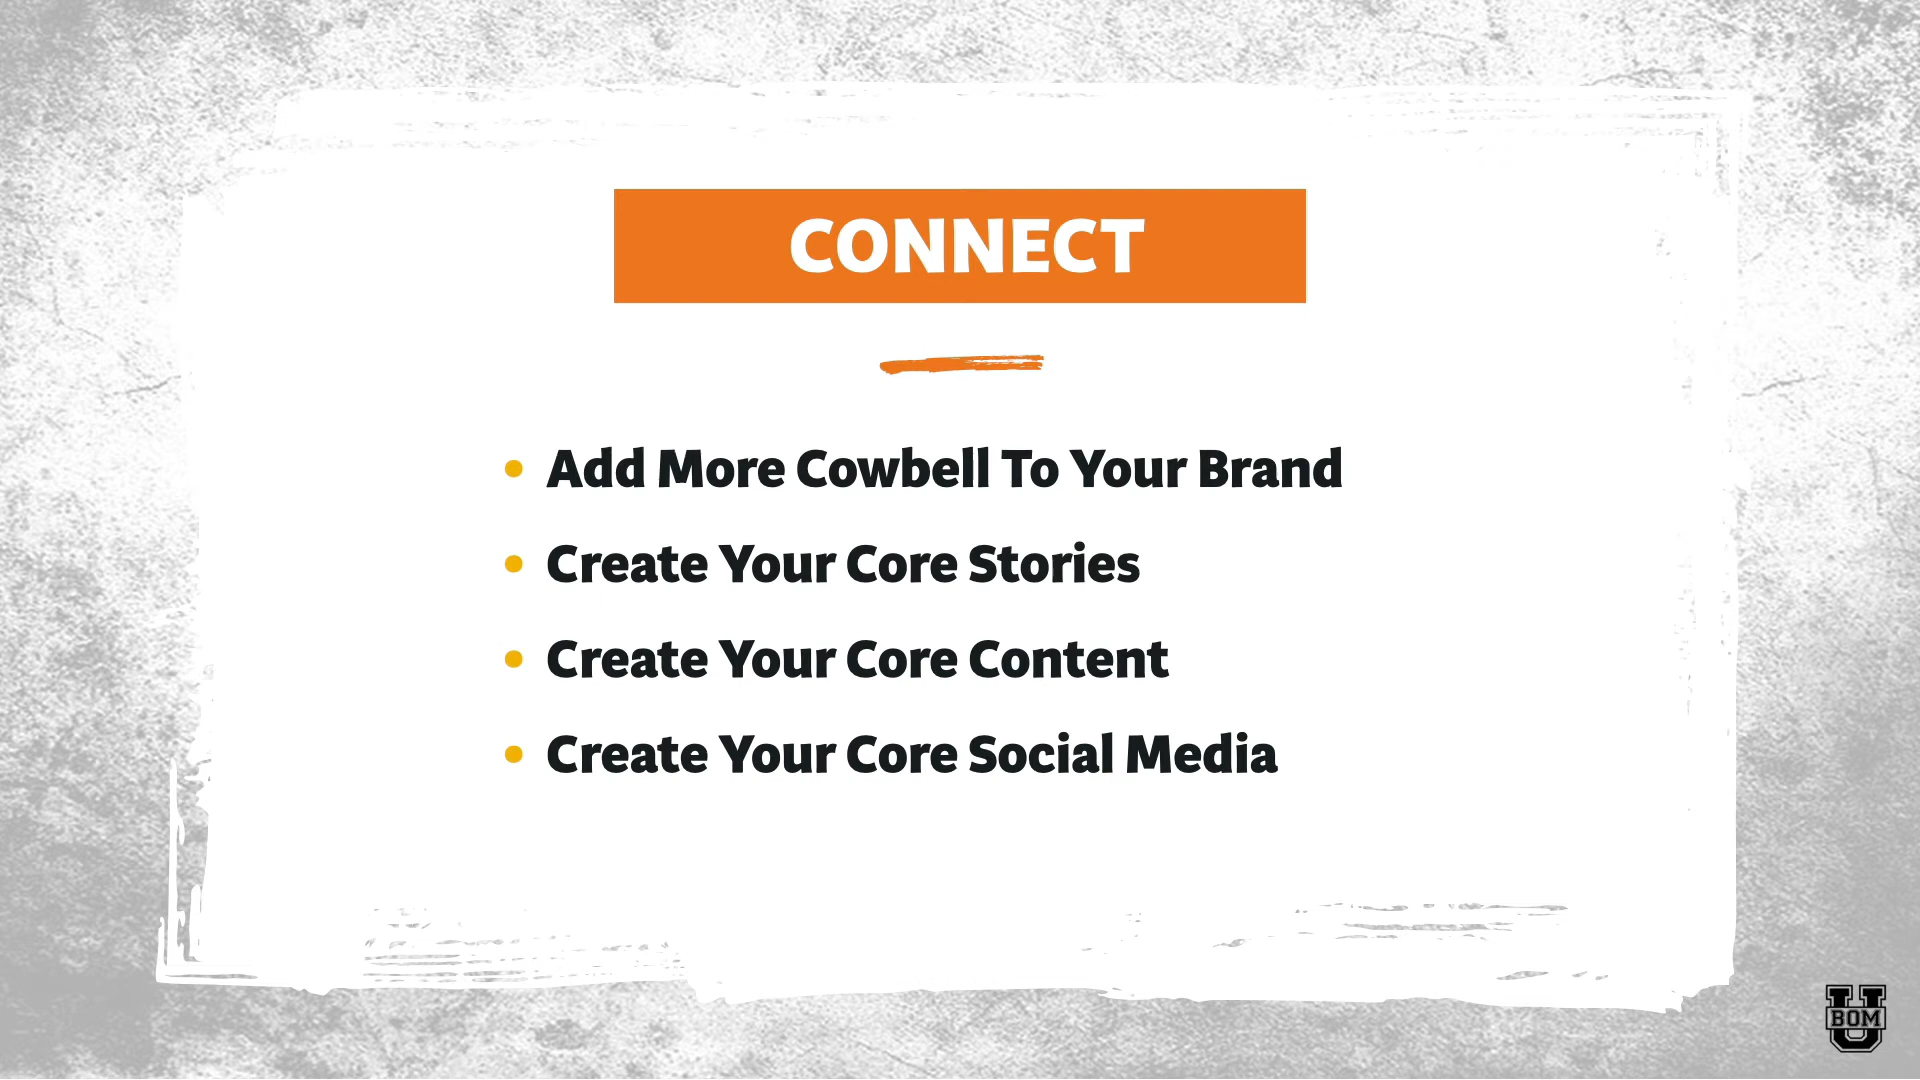 CONNECT
Add More Cowbell To Your Brand
Create Your Core Stories
Create Your Core Content
Create Your Core Social Media
U
BOM